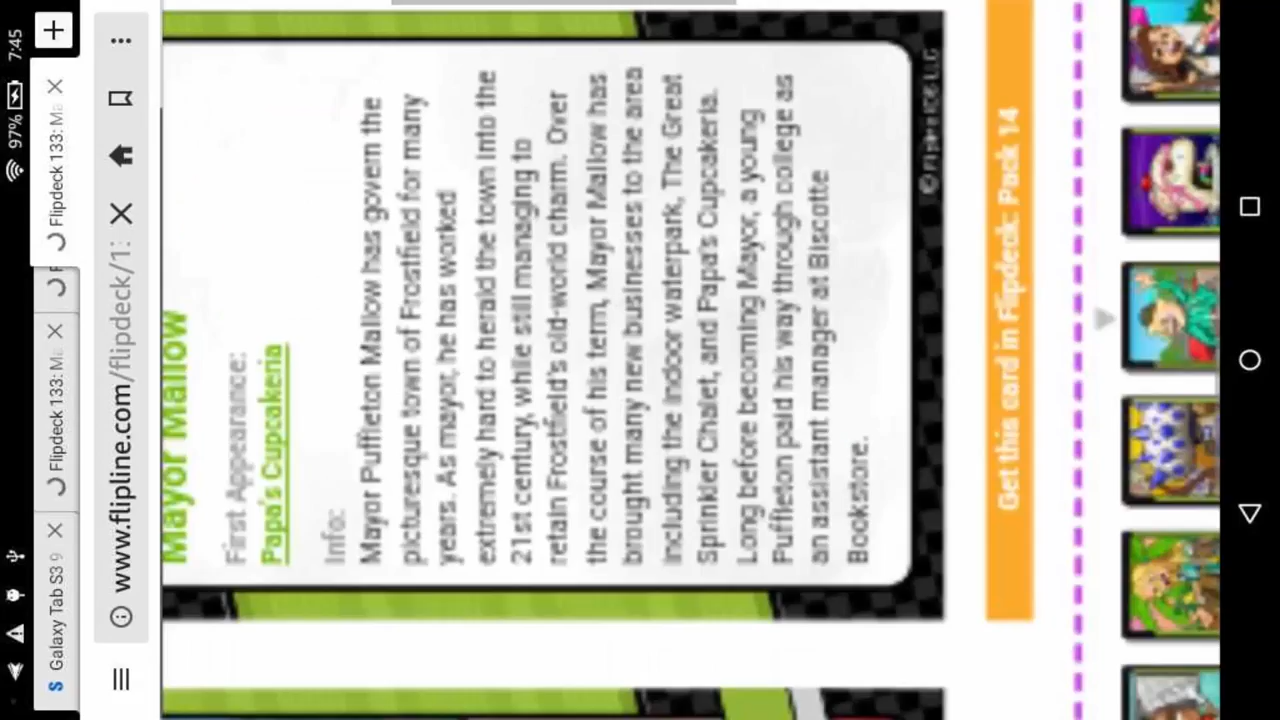 97% 7:45
Galaxy Tab S3 9
Flipdeck 133: Ma
F
Flipdeck 133: Ma
www.flipline.com/flipdeck/1
Mayor Mallow
First Appearance:
Papa's Cupcakeria
Info:
Mayor Puffleton Mallow has govern the
picturesque town of Frostfield for many
years. As mayor, he has worked
extremely hard to herald the town into the
21st century, while still managing to
retain Frostfield's old-world charm. Over
the course of his term, Mayor Mallow has
brought many new businesses to the area
including the indoor waterpark, The Great
Sprinkler Chalet, and Papa's Cupcakeria.
Long before becoming Mayor, a young
Puffleton paid his way through college as
an assistant manager at Biscotte
Bookstore.
Get this card in Flipdeck: Pack 14